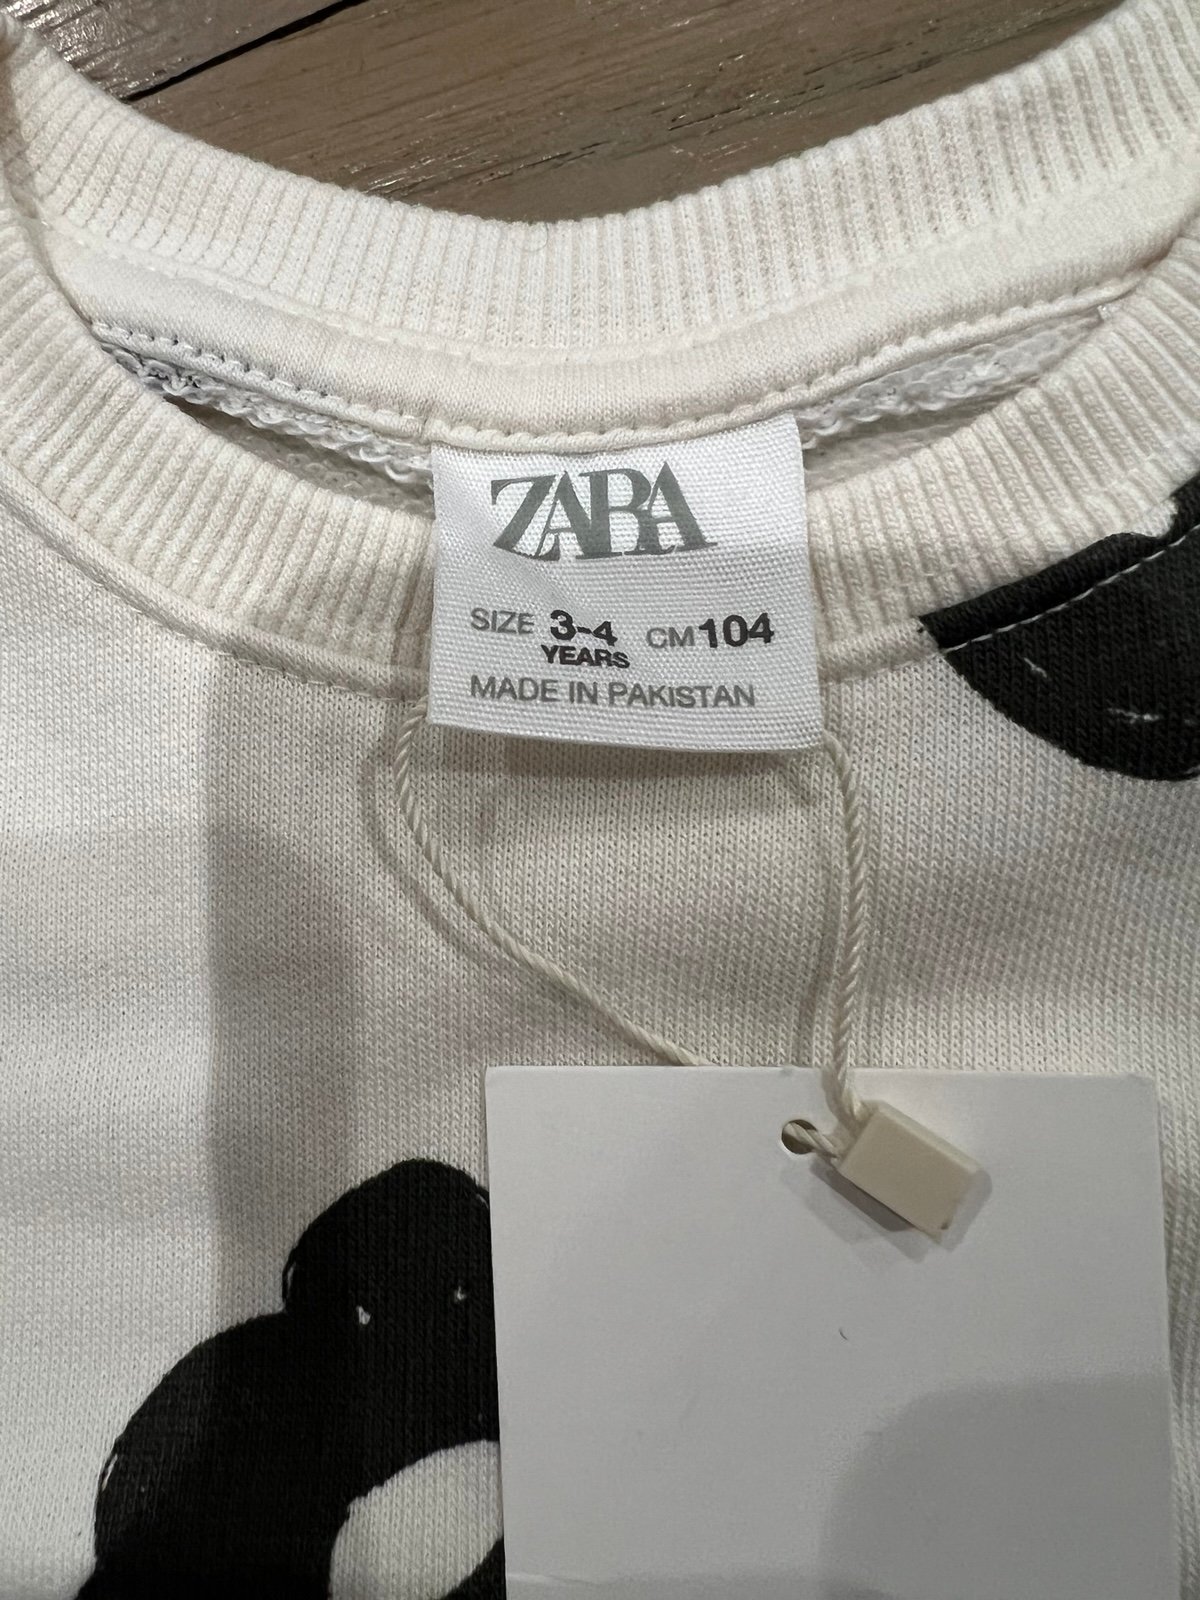 ZARA
SIZE 3-4 CM 104
YEARS
MADE IN PAKISTAN